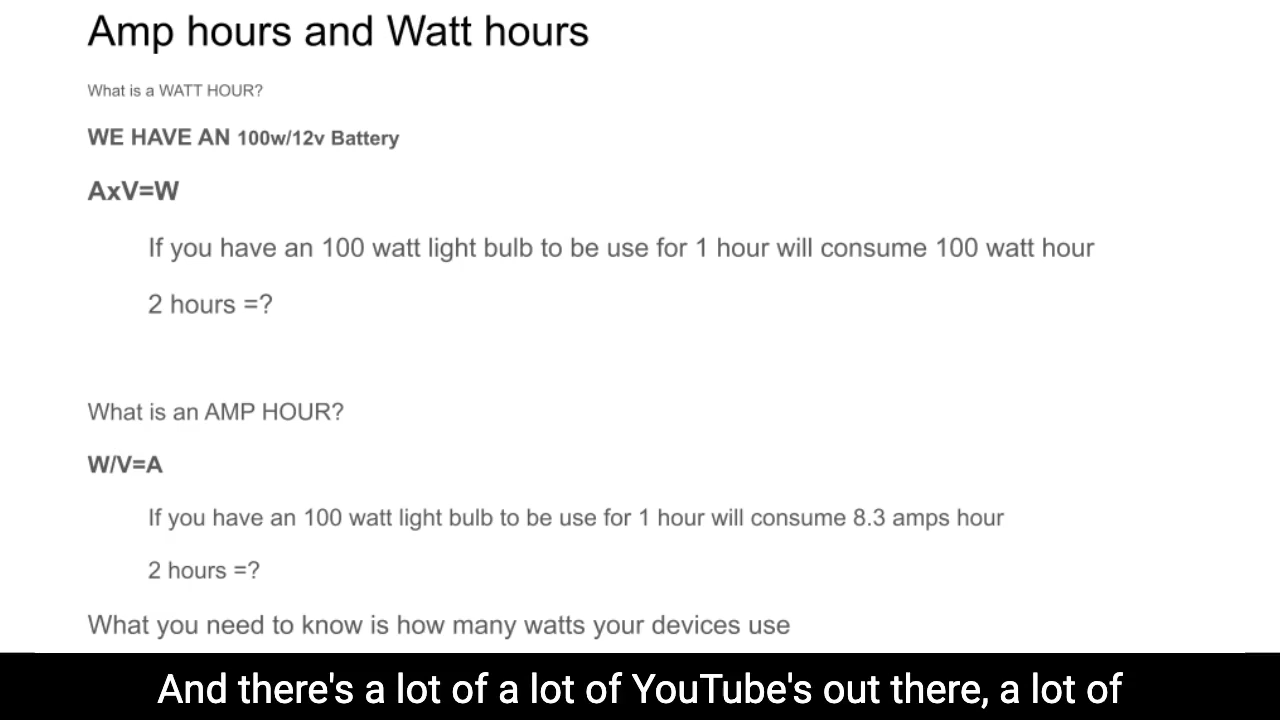 Amp hours and Watt hours
What is a WATT HOUR?
WE HAVE AN 100w/12v Battery
AxV=W
If you have an 100 watt light bulb to be use for 1 hour will consume 100 watt hour
2 hours =?
What is an AMP HOUR?
W/V=A
If you have an 100 watt light bulb to be use for 1 hour will consume 8.3 amps hour
2 hours =?
What you need to know is how many watts your devices use
And there's a lot of a lot of YouTube's out there, a lot of